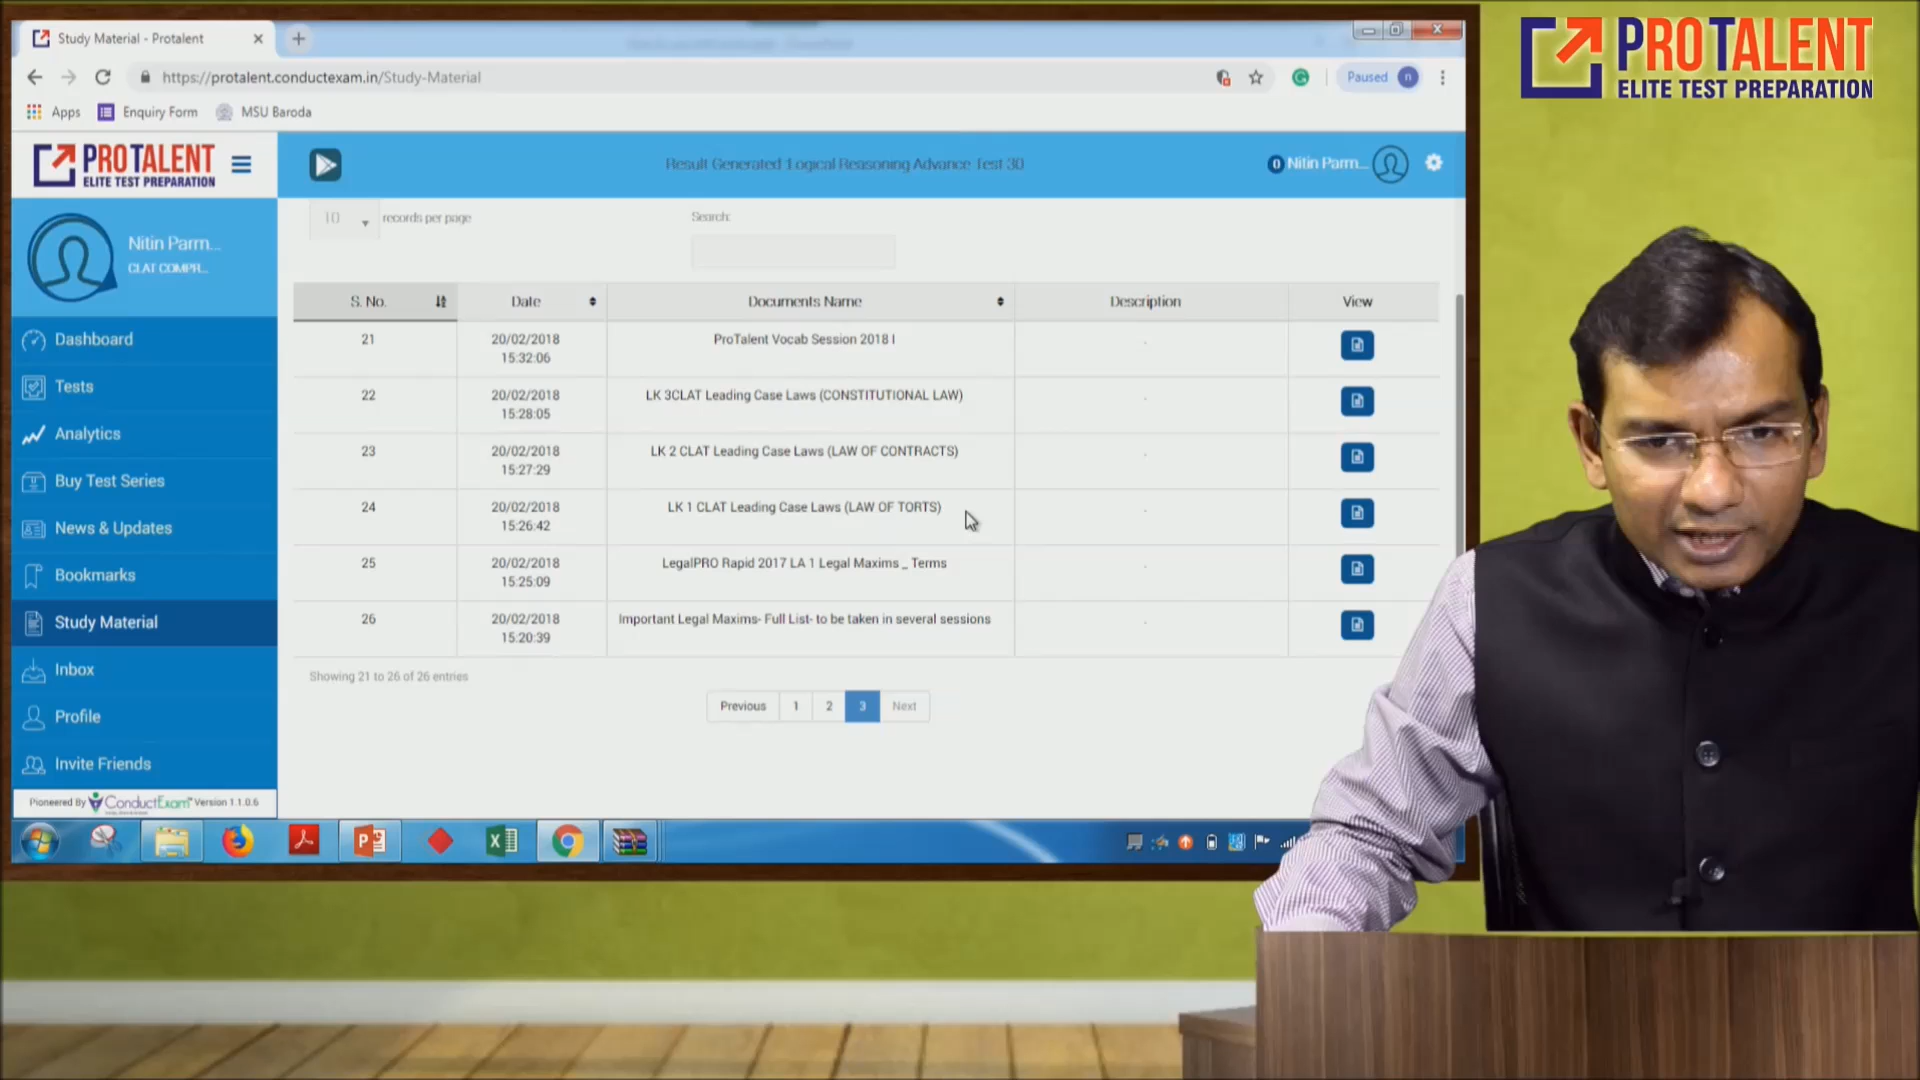 Study Material - Protalent
https://protalent.conductexam.in/Study-Material
Paused n
Apps Enquiry Form MSU Baroda
PROTALENT
ELITE TEST PREPARATION
PROTALENT
ELITE TEST PREPARATION
Result Generated :Logical Reasoning Advance Test 30
0 Nitin Parm...
Nitin Parm...
CLAT COMPR...
Dashboard
Tests
Analytics
Buy Test Series
News & Updates
Bookmarks
Study Material
Inbox
Profile
Invite Friends
Pioneered By ConductExam Version 1.1.0.6
10 records per page
Search:
S. No. Date Documents Name Description View
21 20/02/2018 15:32:06 ProTalent Vocab Session 2018 I .
22 20/02/2018 15:28:05 LK 3CLAT Leading Case Laws (CONSTITUTIONAL LAW) .
23 20/02/2018 15:27:29 LK 2 CLAT Leading Case Laws (LAW OF CONTRACTS) .
24 20/02/2018 15:26:42 LK 1 CLAT Leading Case Laws (LAW OF TORTS) .
25 20/02/2018 15:25:09 LegalPRO Rapid 2017 LA 1 Legal Maxims _ Terms .
26 20/02/2018 15:20:39 Important Legal Maxims- Full List- to be taken in several sessions .
Showing 21 to 26 of 26 entries
Previous 1 2 3 Next